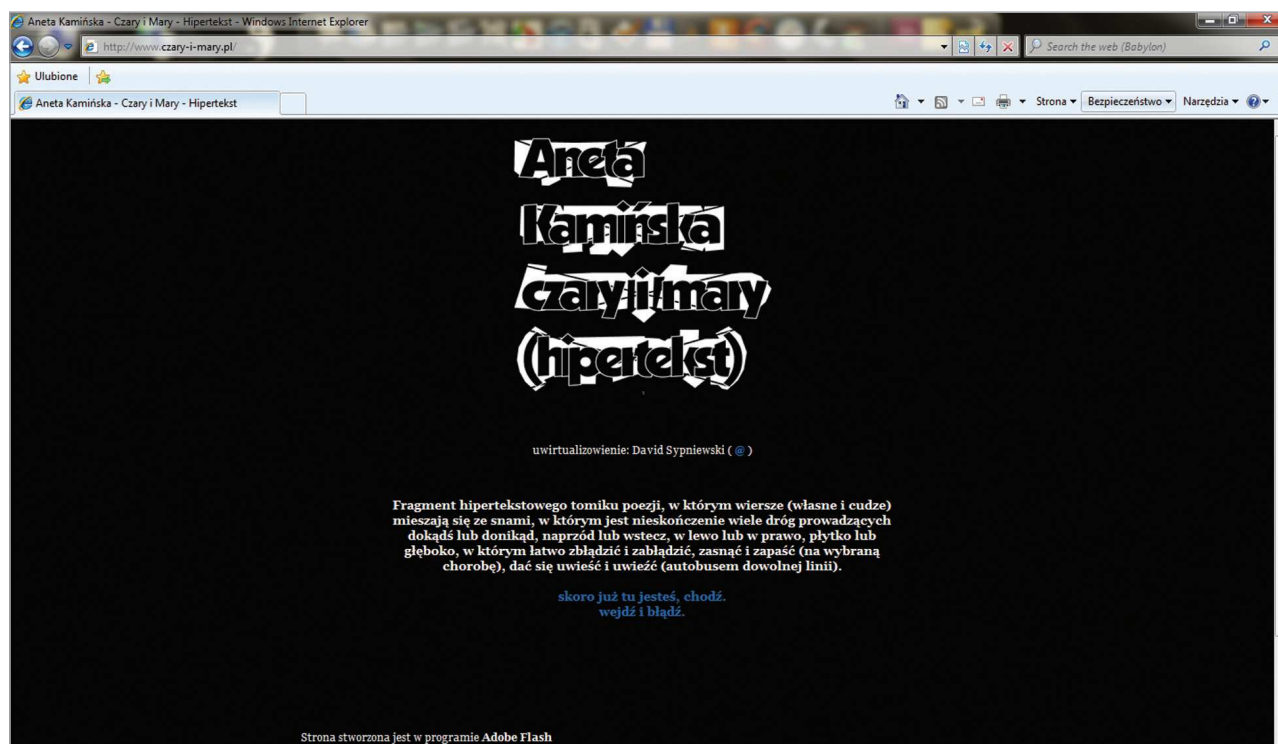 Aneta Kamińska - Czary i Mary - Hipertekst - Windows Internet Explorer
http://www.czary-i-mary.pl/
Search the web (Babylon)
Ulubione
Aneta Kamińska - Czary i Mary - Hipertekst
Strona
Bezpieczeństwo
Narzędzia
Aneta
Kamińska
czary i/mary
(hipertekst)
uwirtualizowienie: David Sypniewski ( @ )
Fragment hipertekstowego tomiku poezji, w którym wiersze (własne i cudze)
mieszają się ze snami, w którym jest nieskończenie wiele dróg prowadzących
dokądś lub donikąd, naprzód lub wstecz, w lewo lub w prawo, płytko lub
głęboko, w którym łatwo zbłądzić i zabłądzić, zasnąć i zapaść (na wybraną
chorobę), dać się uwieść i uwieźć (autobusem dowolnej linii).
skoro już tu jesteś, chodź.
wejdź i błądź.
Strona stworzona jest w programie Adobe Flash